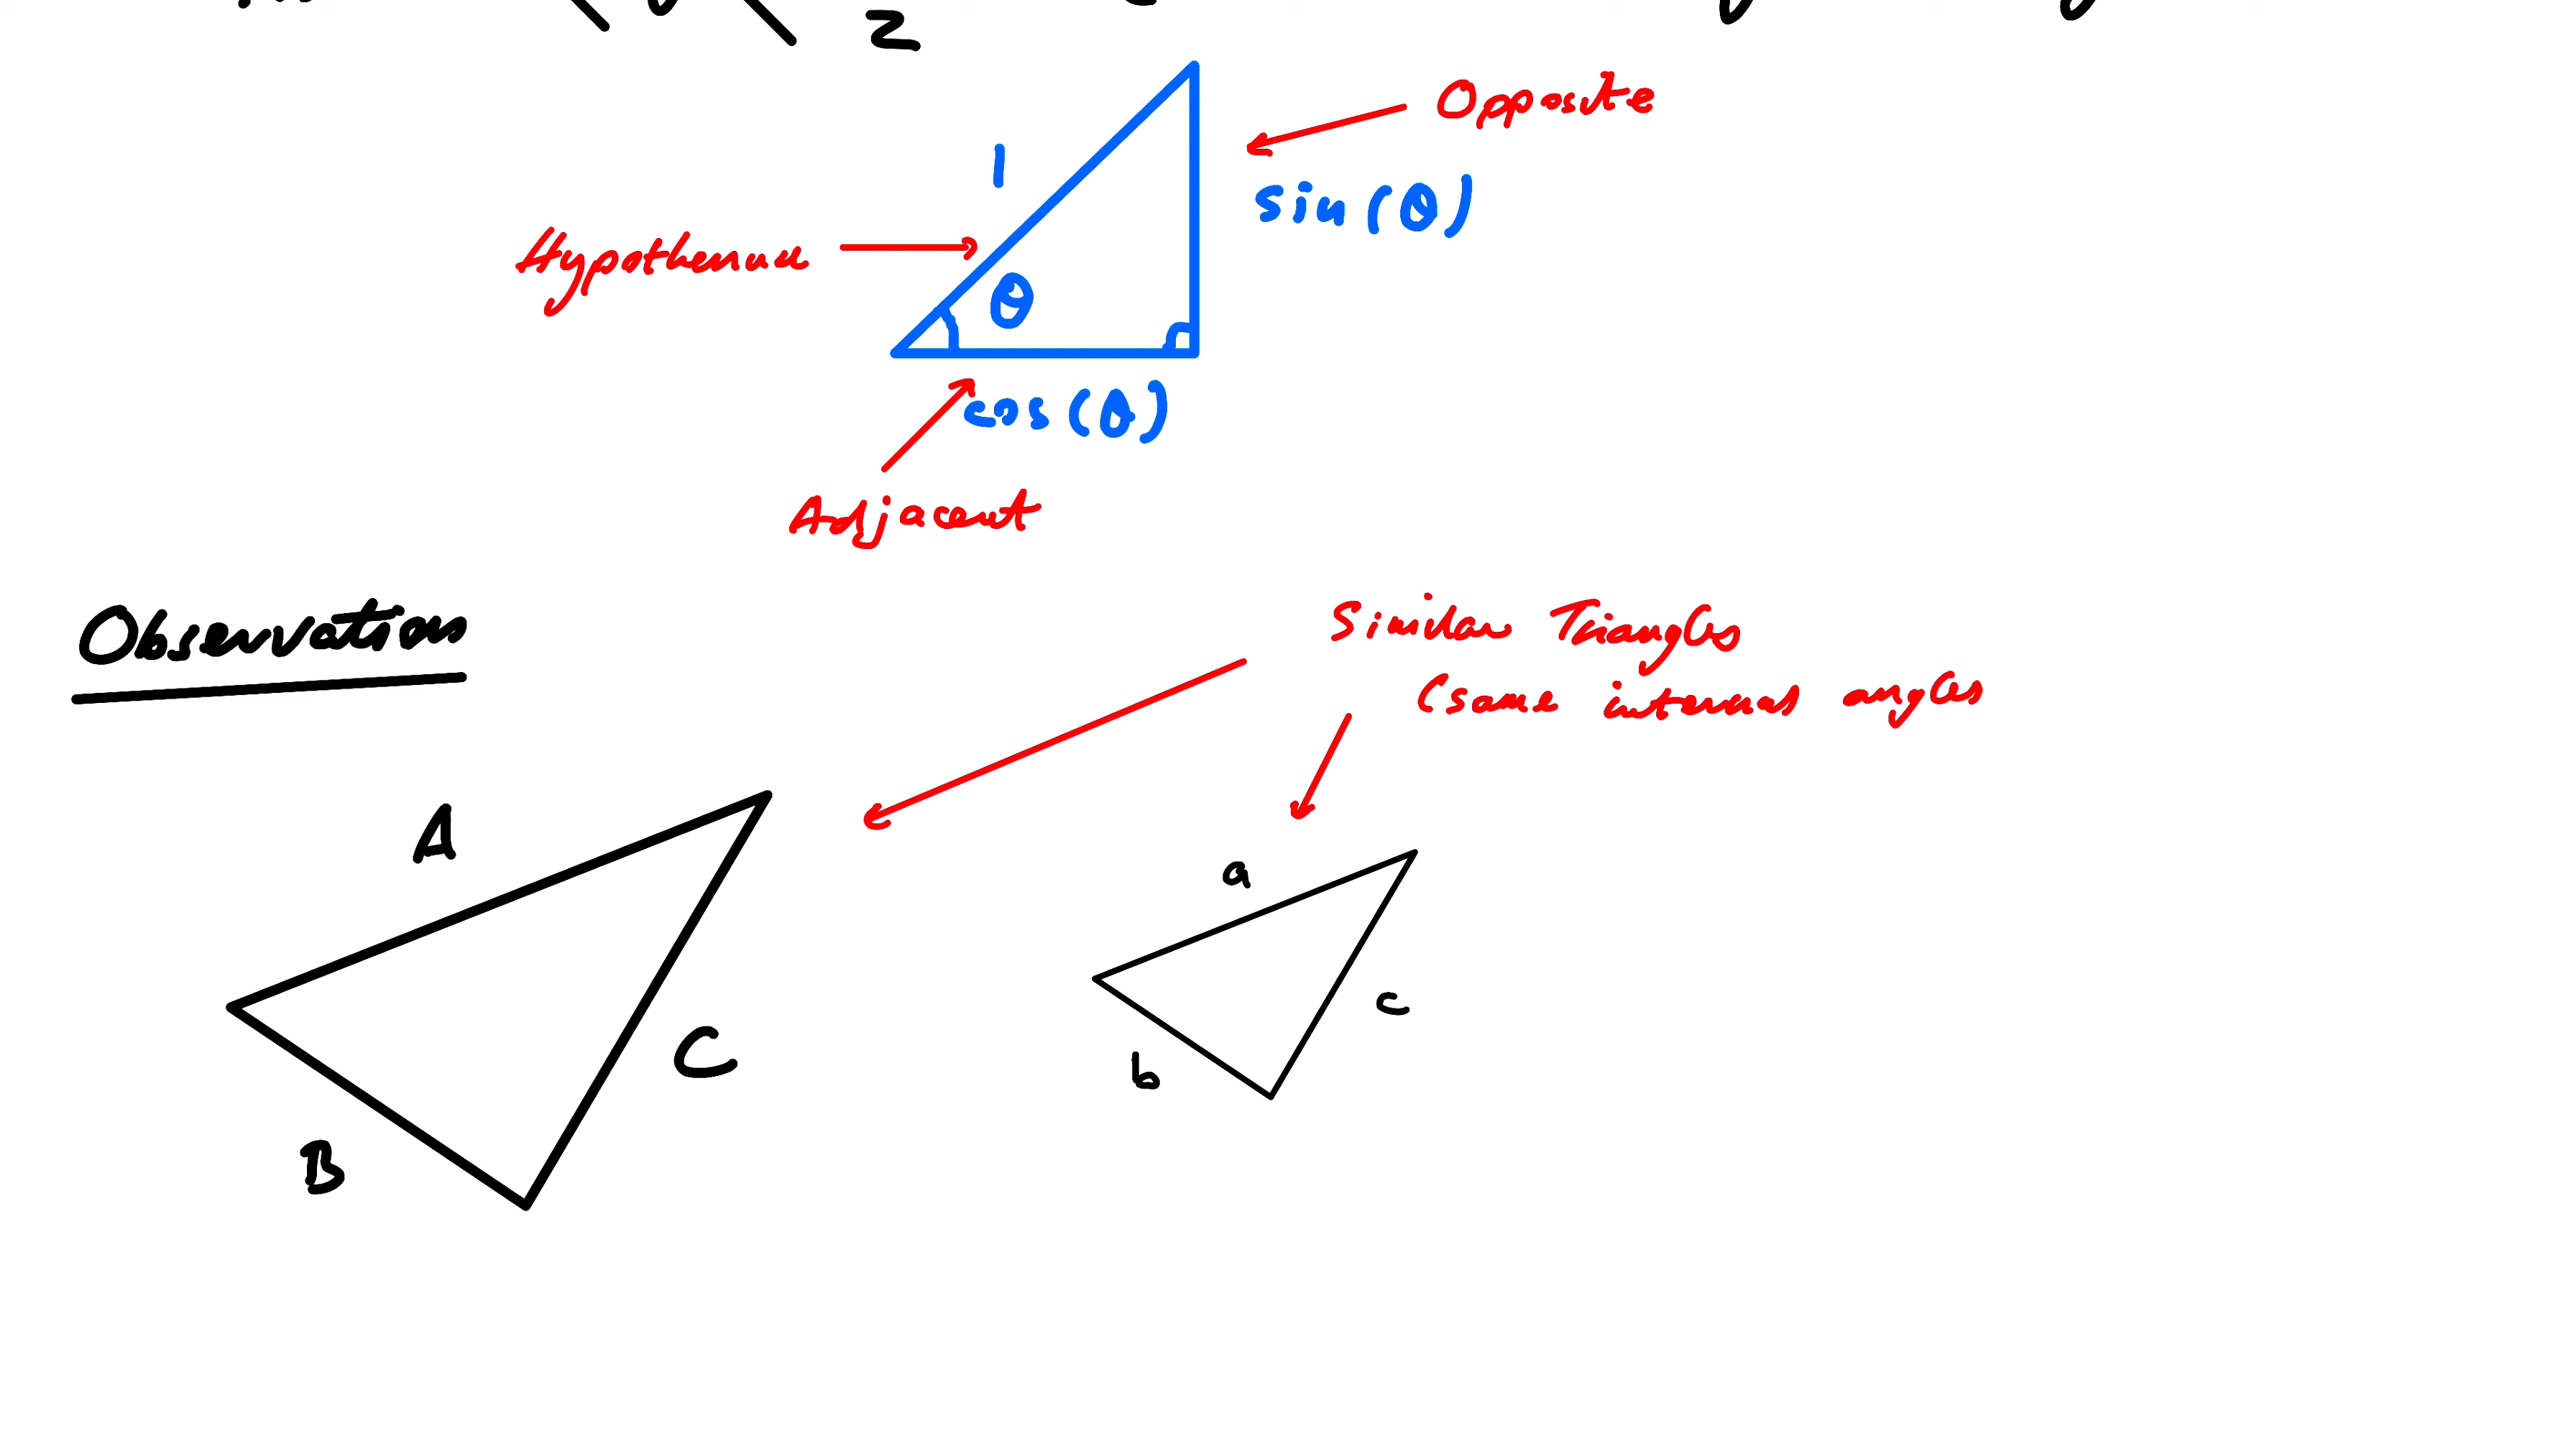 2
Opposite
1
sin(θ)
Hypothenuse
θ
cos(θ)
Adjacent
Observation
Similar Triangles
(same internal angles
A
a
C
c
b
B